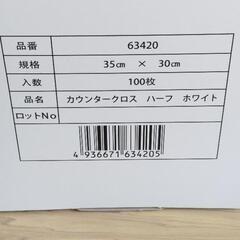 品番 63420
規格 35㎝ × 30㎝
入数 100枚
品名 カウンタークロス ハーフ ホワイト
ロットNo
4 936671 634205